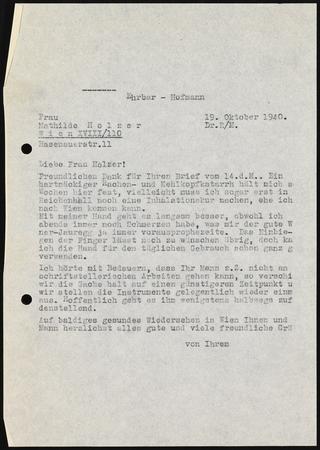 Ehrbar - Hofmann
Frau 19. Oktober 1940.
Mathilde H o l z e r Dr.E/M.
W i e n XVIII/110
Hasenauerstr.11
Liebe Frau Holzer!
Freundlichen Dank für Ihren Brief vom 14.d.M.. Ein
hartnäckiger Rachen- und Kehlkopfkatarrh hält mich s
Wochen hier fest, vielleicht muss ich sogar erst in
Reichenhall noch eine Inhalationskur machen, ehe ich
nach Wien kommen kann.
Mit meiner Hand geht es langsam besser, obwohl ich
abends immer noch Schmerzen habe, was mir der gute W
ner-Jauregg ja immer voraussprophezeite. Das Einbie-
gen der Finger lässt noch zu wünschen übrig, doch ka
ich die Hand für den täglichen Gebrauch schon ganz g
verwenden.
Ich hörte mit Bedauern, dass Ihr Mann z.Z. nicht an
schriftstellerischen Arbeiten gehen kann, so verschi
wir die Sache halt auf einen günstigeren Zeitpunkt u
wir stellen die Instrumente gelegentlich wieder einm
aus. Hoffentlich geht es ihm wenigstens halbwegs zuf
denstellend.
Auf baldiges gesundes Wiedersehen in Wien Ihnen und
Mann herzlichst alles gute und viele freundliche Grü
von Ihrem